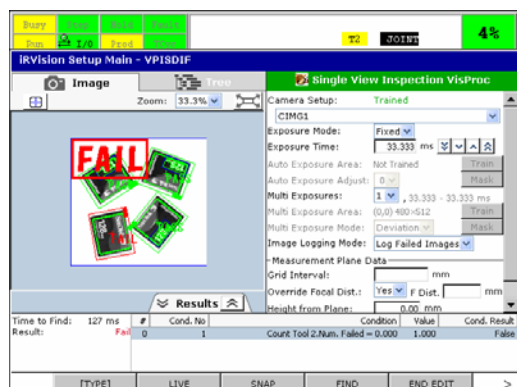 Busy Step Hold Fault
Run I/O Prod TCyc
T2 JOINT 4%
iRVision Setup Main - VPISDIF
Image Tree
Single View Inspection VisProc
Zoom: 33.3%
Camera Setup: Trained
CIMG1
Exposure Mode: Fixed
Exposure Time: 33.333 ms
Auto Exposure Area: Not Trained Train
Auto Exposure Adjust: 0 Mask
Multi Exposures: 1 , 33.333 - 33.333 ms
Multi Exposure Area: (0,0) 480x512 Train
Multi Exposure Mode: Deviation Mask
Image Logging Mode: Log Failed Images
Measurement Plane Data
Grid Interval: mm
Override Focal Dist.: Yes F Dist. mm
Height from Plane: 0.00 mm
FAIL
Results
Time to Find: 127 ms
Result: Fail
# Cond. No Condition Value Cond. Result
0 1 Count Tool 2.Num. Failed = 0.000 1.000 False
[TYPE] LIVE SNAP FIND END EDIT >